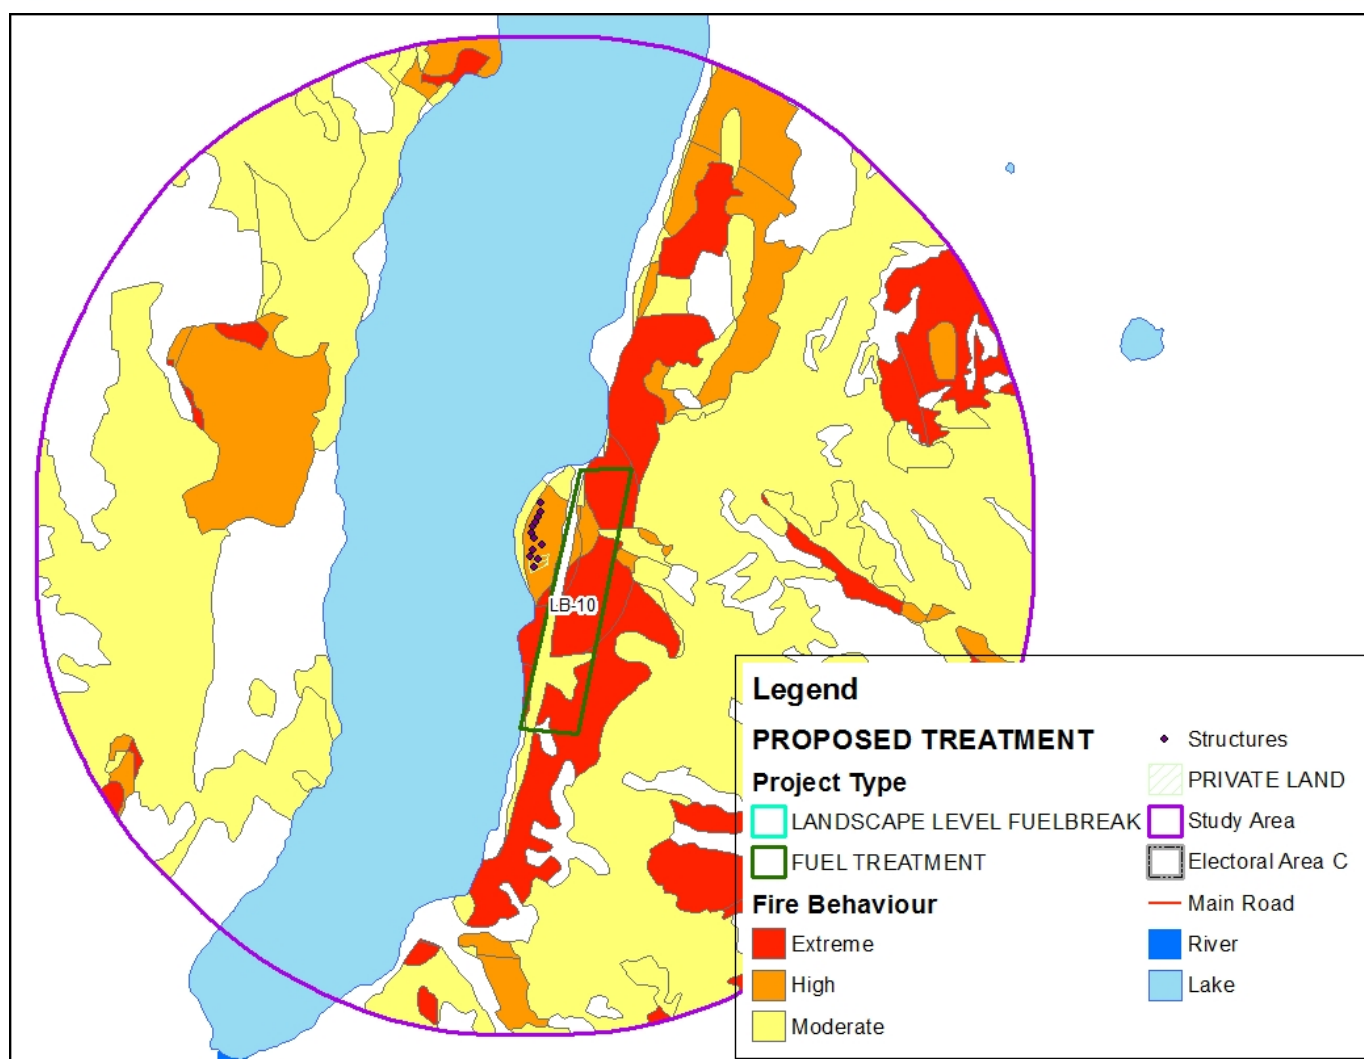 LB-10
Legend
PROPOSED TREATMENT
Project Type
LANDSCAPE LEVEL FUELBREAK
FUEL TREATMENT
Fire Behaviour
Extreme
High
Moderate
Structures
PRIVATE LAND
Study Area
Electoral Area C
Main Road
River
Lake